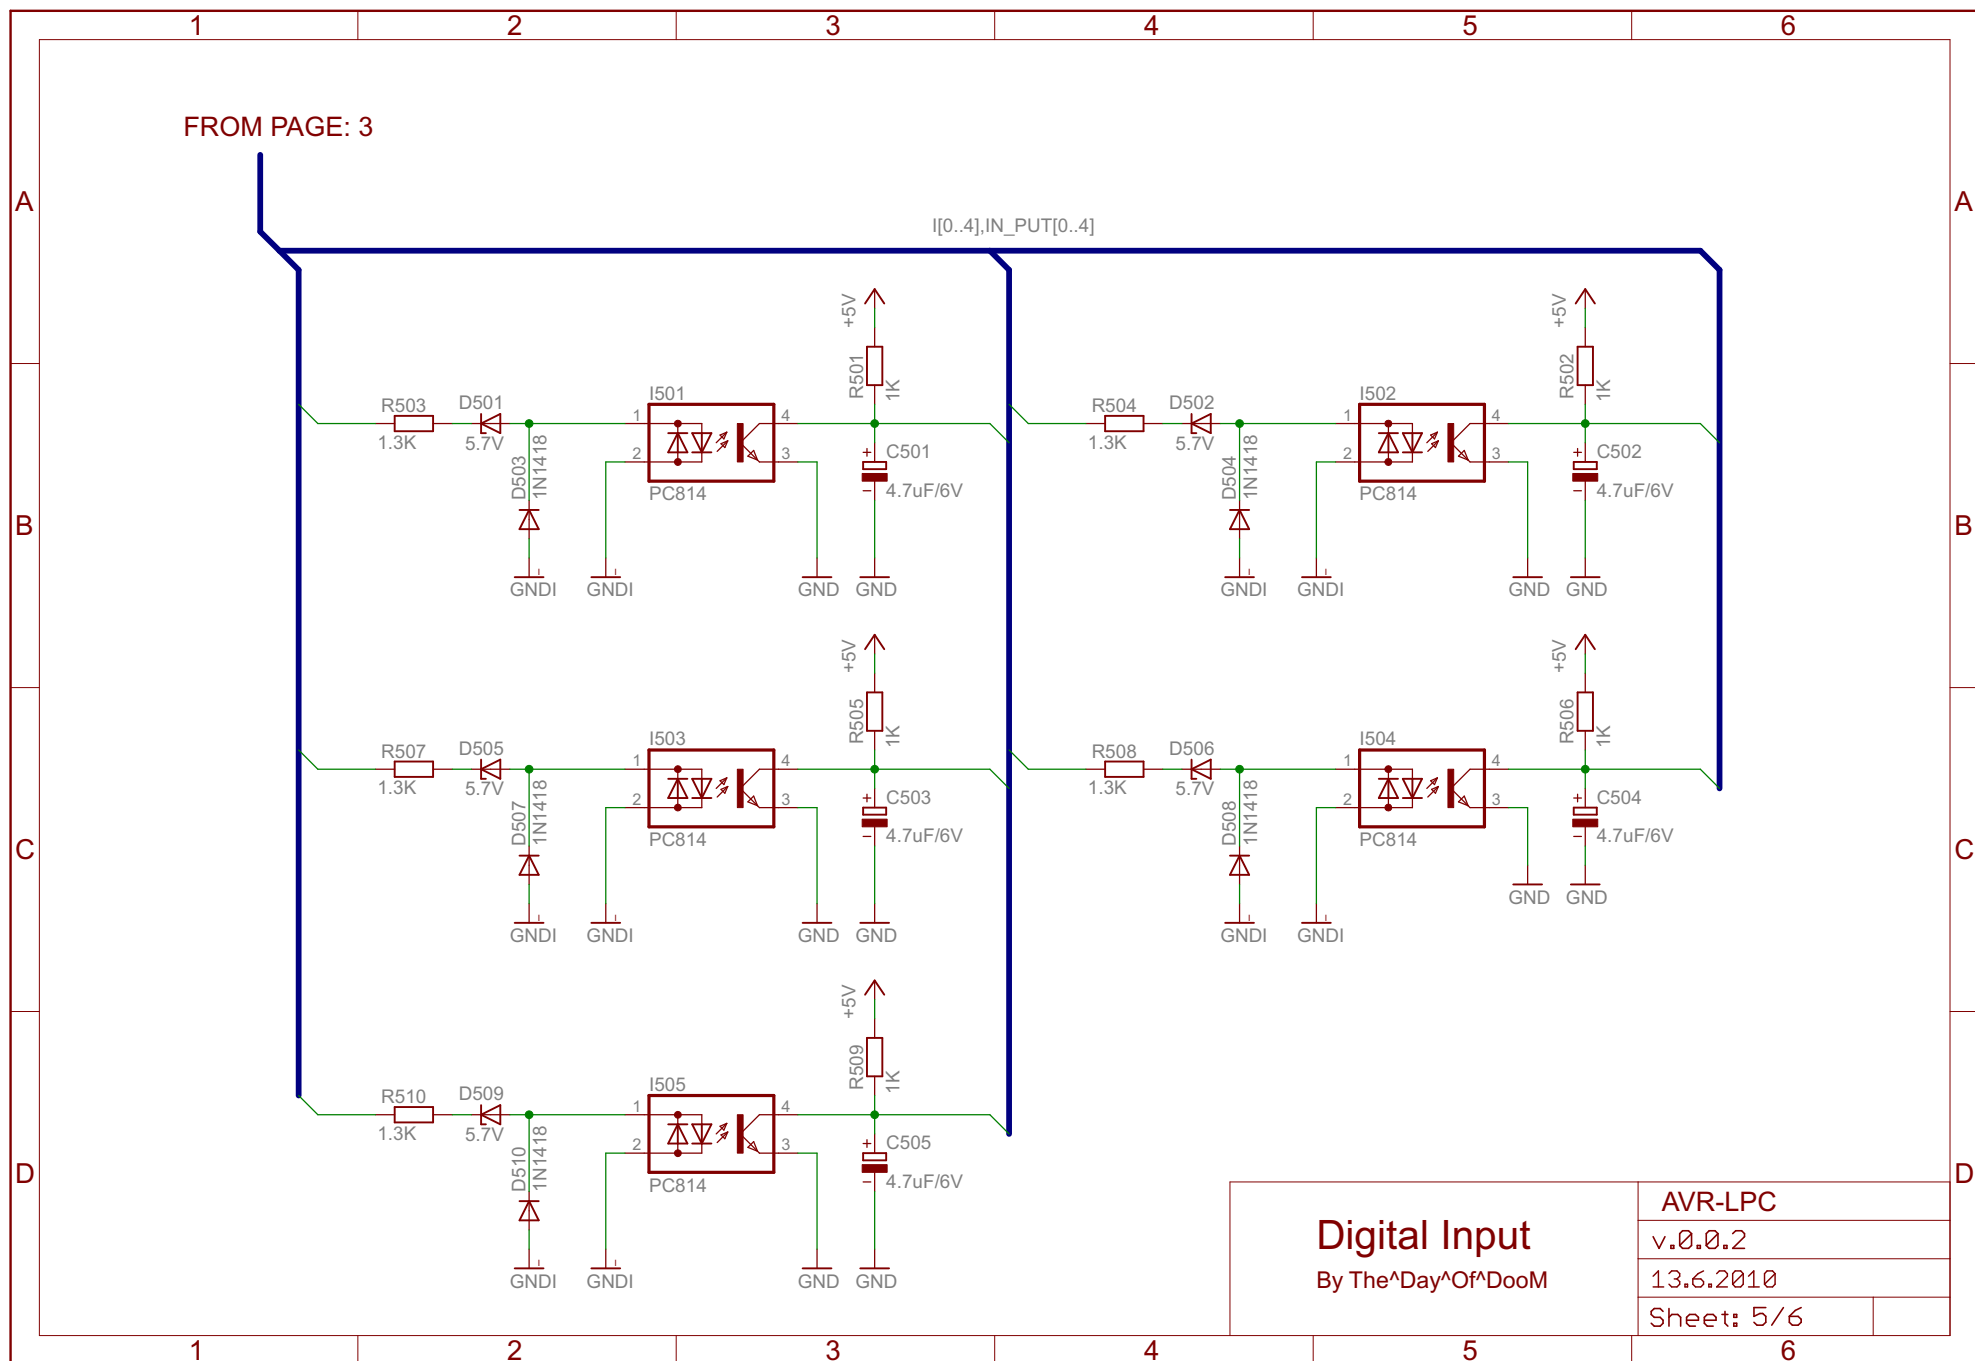 1 2 3 4 5 6
FROM PAGE: 3
A A
I[0..4],IN_PUT[0..4]
+5V +5V
R501 1K R502 1K
R503 D501 I501 R504 D502 I502
1 4 1 4
1.3K 5.7V 1.3K 5.7V
D503 1N1418 2 3 + C501 D504 1N1418 2 3 + C502
PC814 - 4.7uF/6V PC814 - 4.7uF/6V
B B
GNDI GNDI GND GND GNDI GNDI GND GND
+5V +5V
R505 1K R506 1K
R507 D505 I503 R508 D506 I504
1 4 1 4
1.3K 5.7V 1.3K 5.7V
D507 1N1418 2 3 + C503 D508 1N1418 2 3 + C504
PC814 - 4.7uF/6V PC814 - 4.7uF/6V
C C
GND GND
GNDI GNDI GND GND GNDI GNDI
+5V
R509 1K
R510 D509 I505
1 4
1.3K 5.7V
D510 1N1418 2 3 + C505
PC814 - 4.7uF/6V
D D
GNDI GNDI GND GND
Digital Input
By The^Day^Of^DooM
AVR-LPC
v.0.0.2
13.6.2010
Sheet: 5/6
1 2 3 4 5 6